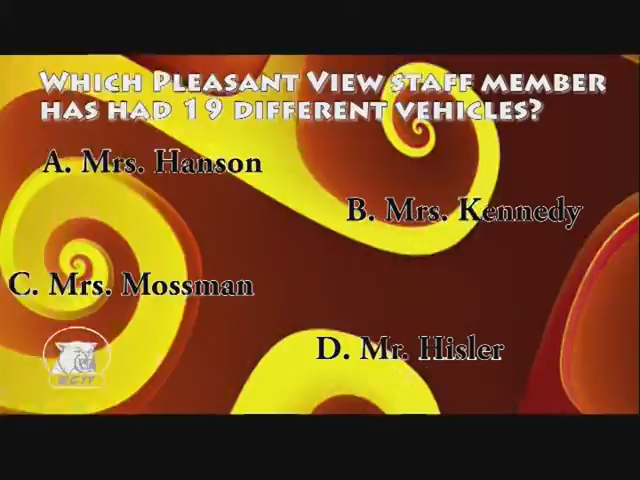 Which Pleasant View staff member
has had 19 different vehicles?
A. Mrs. Hanson
B. Mrs. Kennedy
C. Mrs. Mossman
D. Mr. Hisler